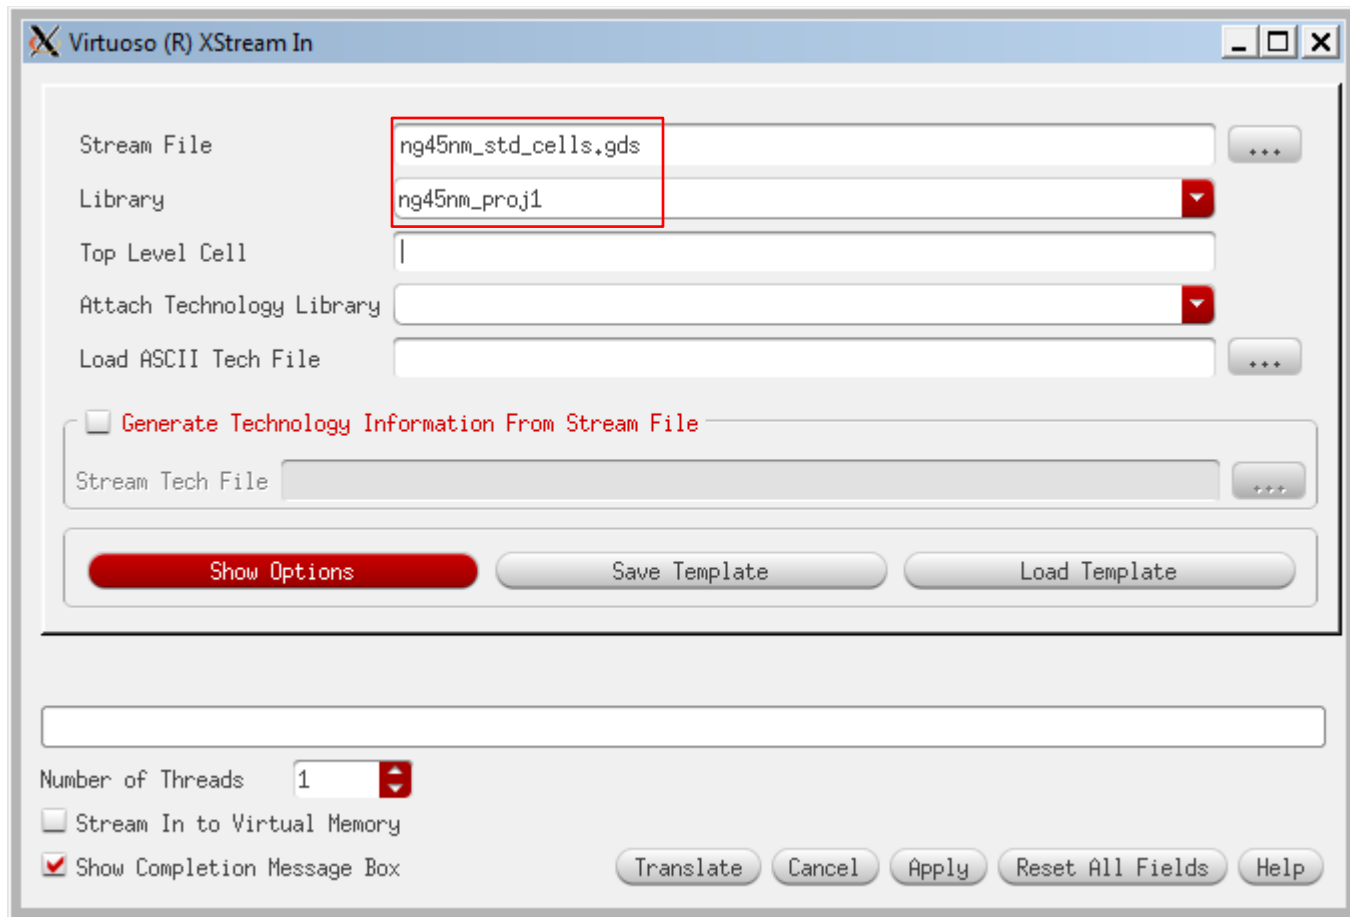 Virtuoso (R) XStream In
Stream File ng45nm_std_cells.gds ...
Library ng45nm_proj1
Top Level Cell
Attach Technology Library
Load ASCII Tech File ...
Generate Technology Information From Stream File
Stream Tech File ...
Show Options Save Template Load Template
Number of Threads 1
Stream In to Virtual Memory
Show Completion Message Box Translate Cancel Apply Reset All Fields Help